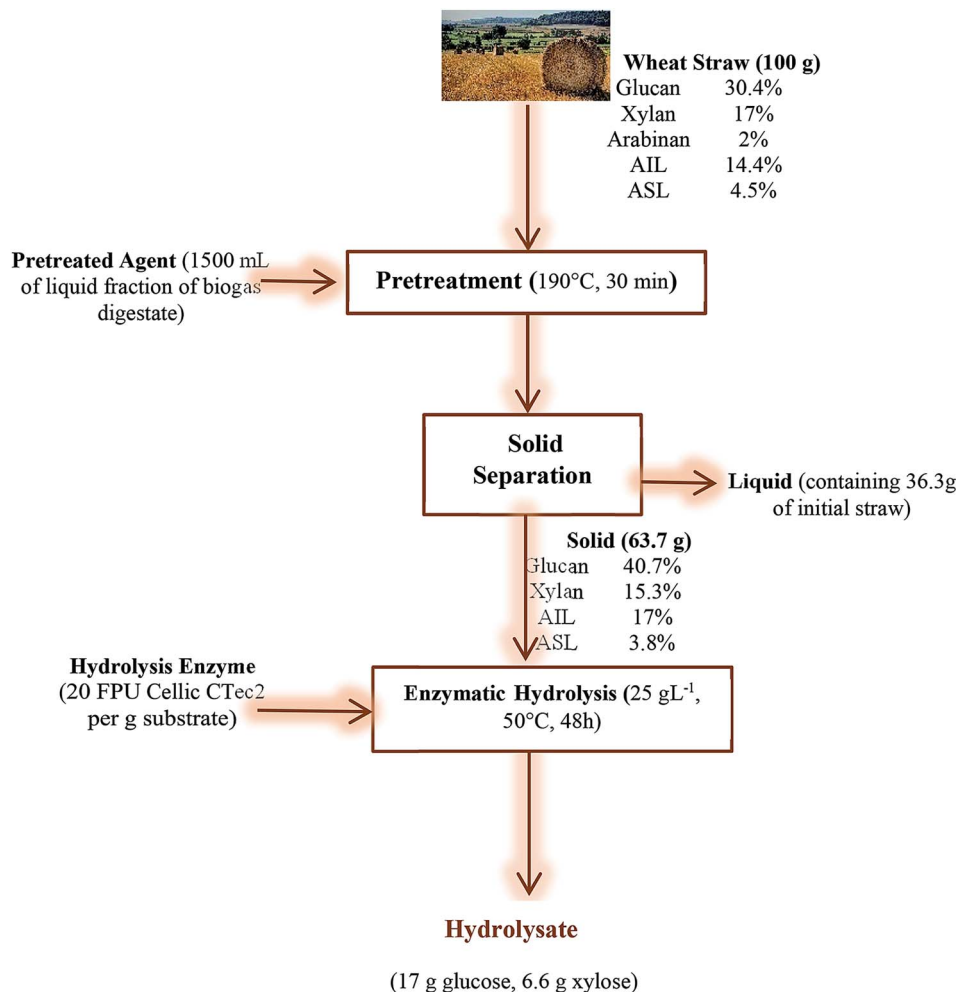 Wheat Straw (100 g)
Glucan 30.4%
Xylan 17%
Arabinan 2%
AIL 14.4%
ASL 4.5%
Pretreated Agent (1500 mL
of liquid fraction of biogas
digestate)
Pretreatment (190°C, 30 min)
Solid
Separation
Liquid (containing 36.3g
of initial straw)
Solid (63.7 g)
Glucan 40.7%
Xylan 15.3%
AIL 17%
ASL 3.8%
Hydrolysis Enzyme
(20 FPU Cellic CTec2
per g substrate)
Enzymatic Hydrolysis (25 gL⁻¹,
50°C, 48h)
Hydrolysate
(17 g glucose, 6.6 g xylose)